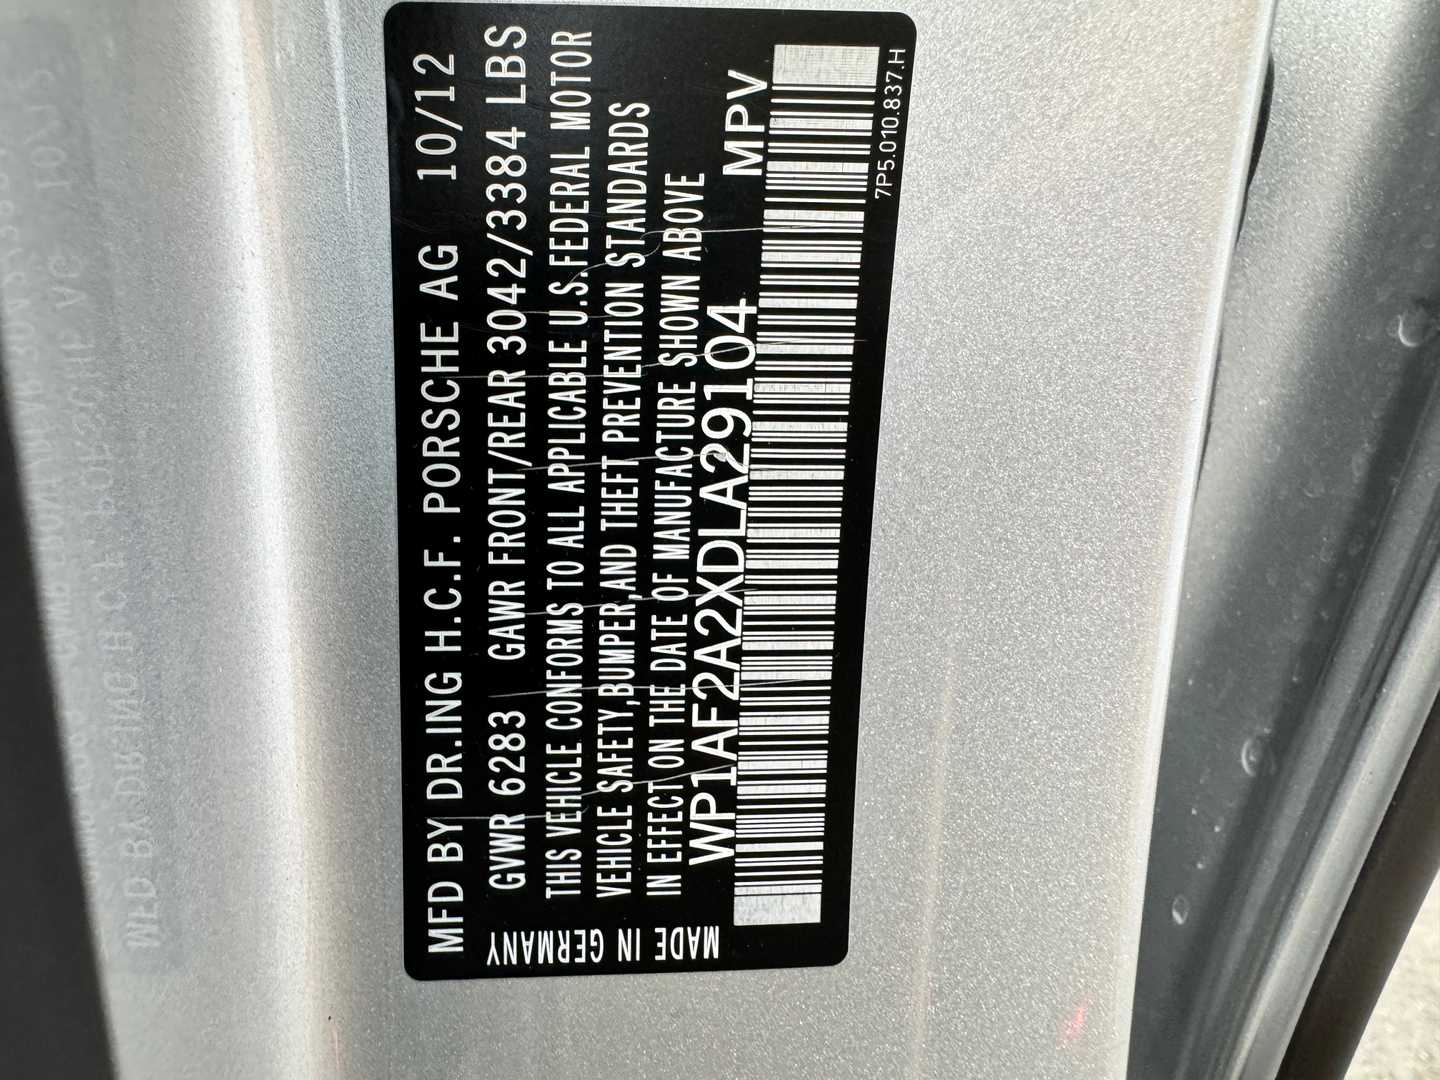 MFD BY DR.ING H.C.F. PORSCHE AG 10/12
GVWR 6283 GAWR FRONT/REAR 3042/3384 LBS
THIS VEHICLE CONFORMS TO ALL APPLICABLE U.S.FEDERAL MOTOR
VEHICLE SAFETY,BUMPER,AND THEFT PREVENTION STANDARDS
IN EFFECT ON THE DATE OF MANUFACTURE SHOWN ABOVE
WP1AF2A2XDLA29104 MPV
MADE IN GERMANY
7P5.010.837.H